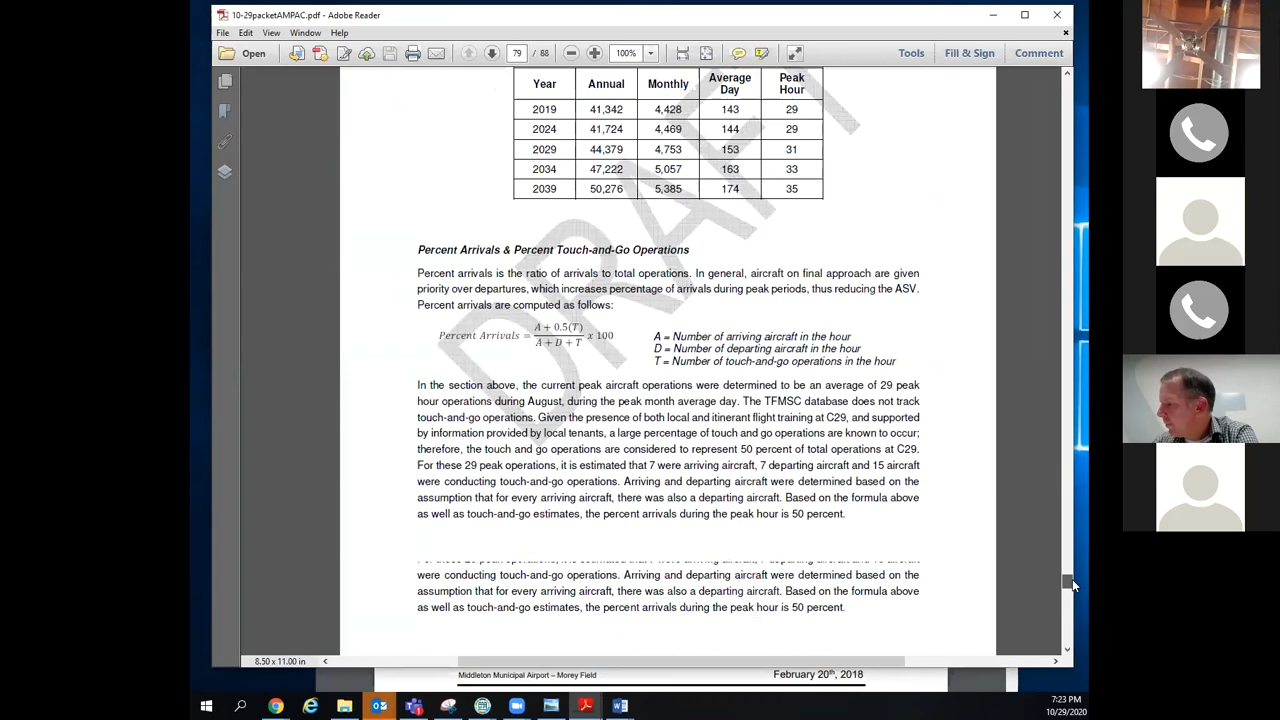 10-29packetAMPAC.pdf - Adobe Reader
File Edit View Window Help
Open 79 / 88 100% Tools Fill & Sign Comment
Year Annual Monthly Average Day Peak Hour
2019 41,342 4,428 143 29
2024 41,724 4,469 144 29
2029 44,379 4,753 153 31
2034 47,222 5,057 163 33
2039 50,276 5,385 174 35
DRAFT
Percent Arrivals & Percent Touch-and-Go Operations
Percent arrivals is the ratio of arrivals to total operations. In general, aircraft on final approach are given
priority over departures, which increases percentage of arrivals during peak periods, thus reducing the ASV.
Percent arrivals are computed as follows:
Percent Arrivals = A + 0.5(T) / A + D + T x 100
A = Number of arriving aircraft in the hour
D = Number of departing aircraft in the hour
T = Number of touch-and-go operations in the hour
In the section above, the current peak aircraft operations were determined to be an average of 29 peak
hour operations during August, during the peak month average day. The TFMSC database does not track
touch-and-go operations. Given the presence of both local and itinerant flight training at C29, and supported
by information provided by local tenants, a large percentage of touch and go operations are known to occur;
therefore, the touch and go operations are considered to represent 50 percent of total operations at C29.
For these 29 peak operations, it is estimated that 7 were arriving aircraft, 7 departing aircraft and 15 aircraft
were conducting touch-and-go operations. Arriving and departing aircraft were determined based on the
assumption that for every arriving aircraft, there was also a departing aircraft. Based on the formula above
as well as touch-and-go estimates, the percent arrivals during the peak hour is 50 percent.
were conducting touch-and-go operations. Arriving and departing aircraft were determined based on the
assumption that for every arriving aircraft, there was also a departing aircraft. Based on the formula above
as well as touch-and-go estimates, the percent arrivals during the peak hour is 50 percent.
8.50 x 11.00 in
Middleton Municipal Airport – Morey Field February 20th, 2018
7:23 PM
10/29/2020